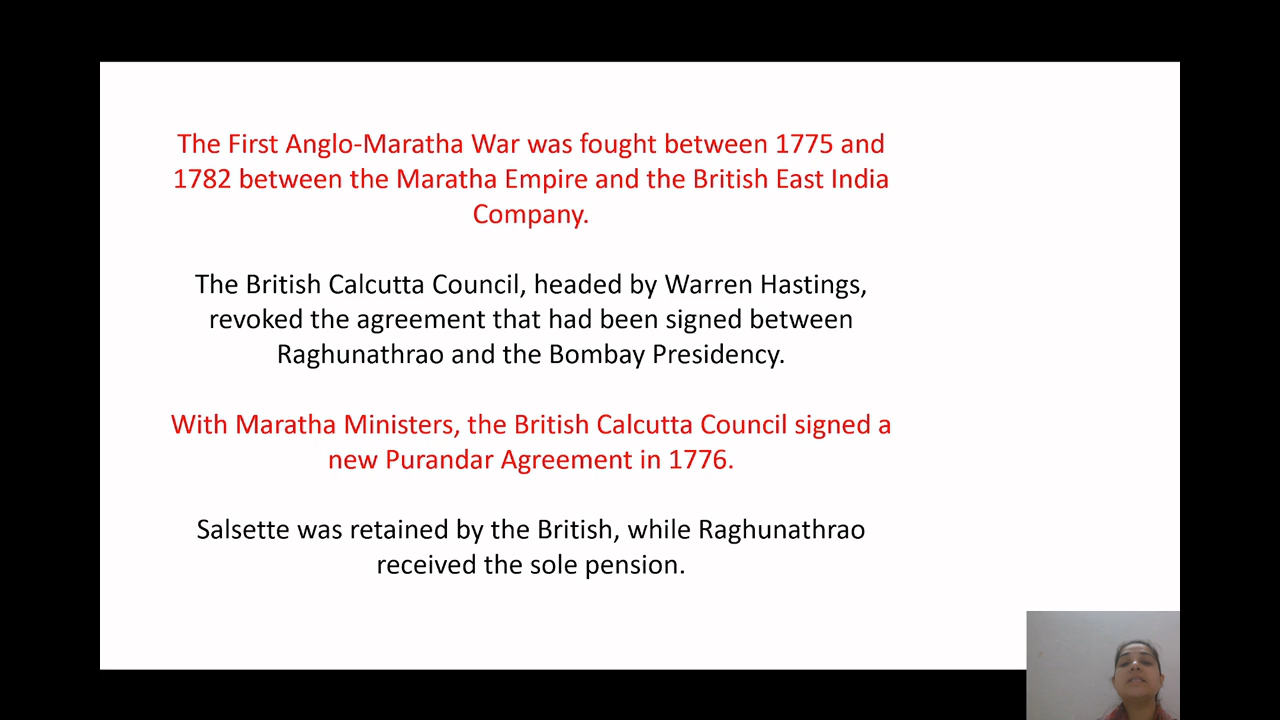 The First Anglo-Maratha War was fought between 1775 and
1782 between the Maratha Empire and the British East India
Company.
The British Calcutta Council, headed by Warren Hastings,
revoked the agreement that had been signed between
Raghunathrao and the Bombay Presidency.
With Maratha Ministers, the British Calcutta Council signed a
new Purandar Agreement in 1776.
Salsette was retained by the British, while Raghunathrao
received the sole pension.